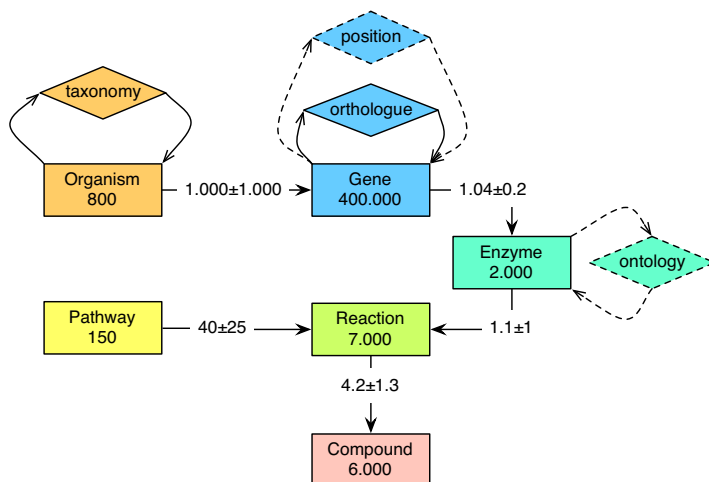 position
taxonomy
orthologue
Organism
800
1.000±1.000
Gene
400.000
1.04±0.2
Enzyme
2.000
ontology
Pathway
150
40±25
Reaction
7.000
1.1±1
4.2±1.3
Compound
6.000